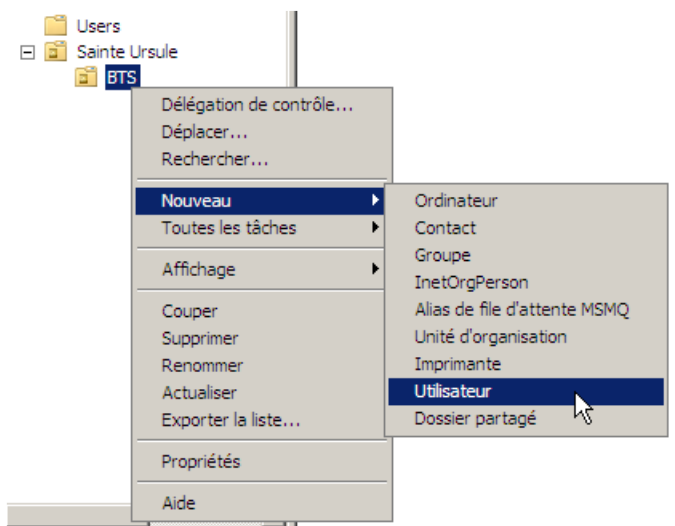 Users
Sainte Ursule
BTS
Délégation de contrôle...
Déplacer...
Rechercher...
Nouveau
Toutes les tâches
Affichage
Couper
Supprimer
Renommer
Actualiser
Exporter la liste...
Propriétés
Aide
Ordinateur
Contact
Groupe
InetOrgPerson
Alias de file d'attente MSMQ
Unité d'organisation
Imprimante
Utilisateur
Dossier partagé